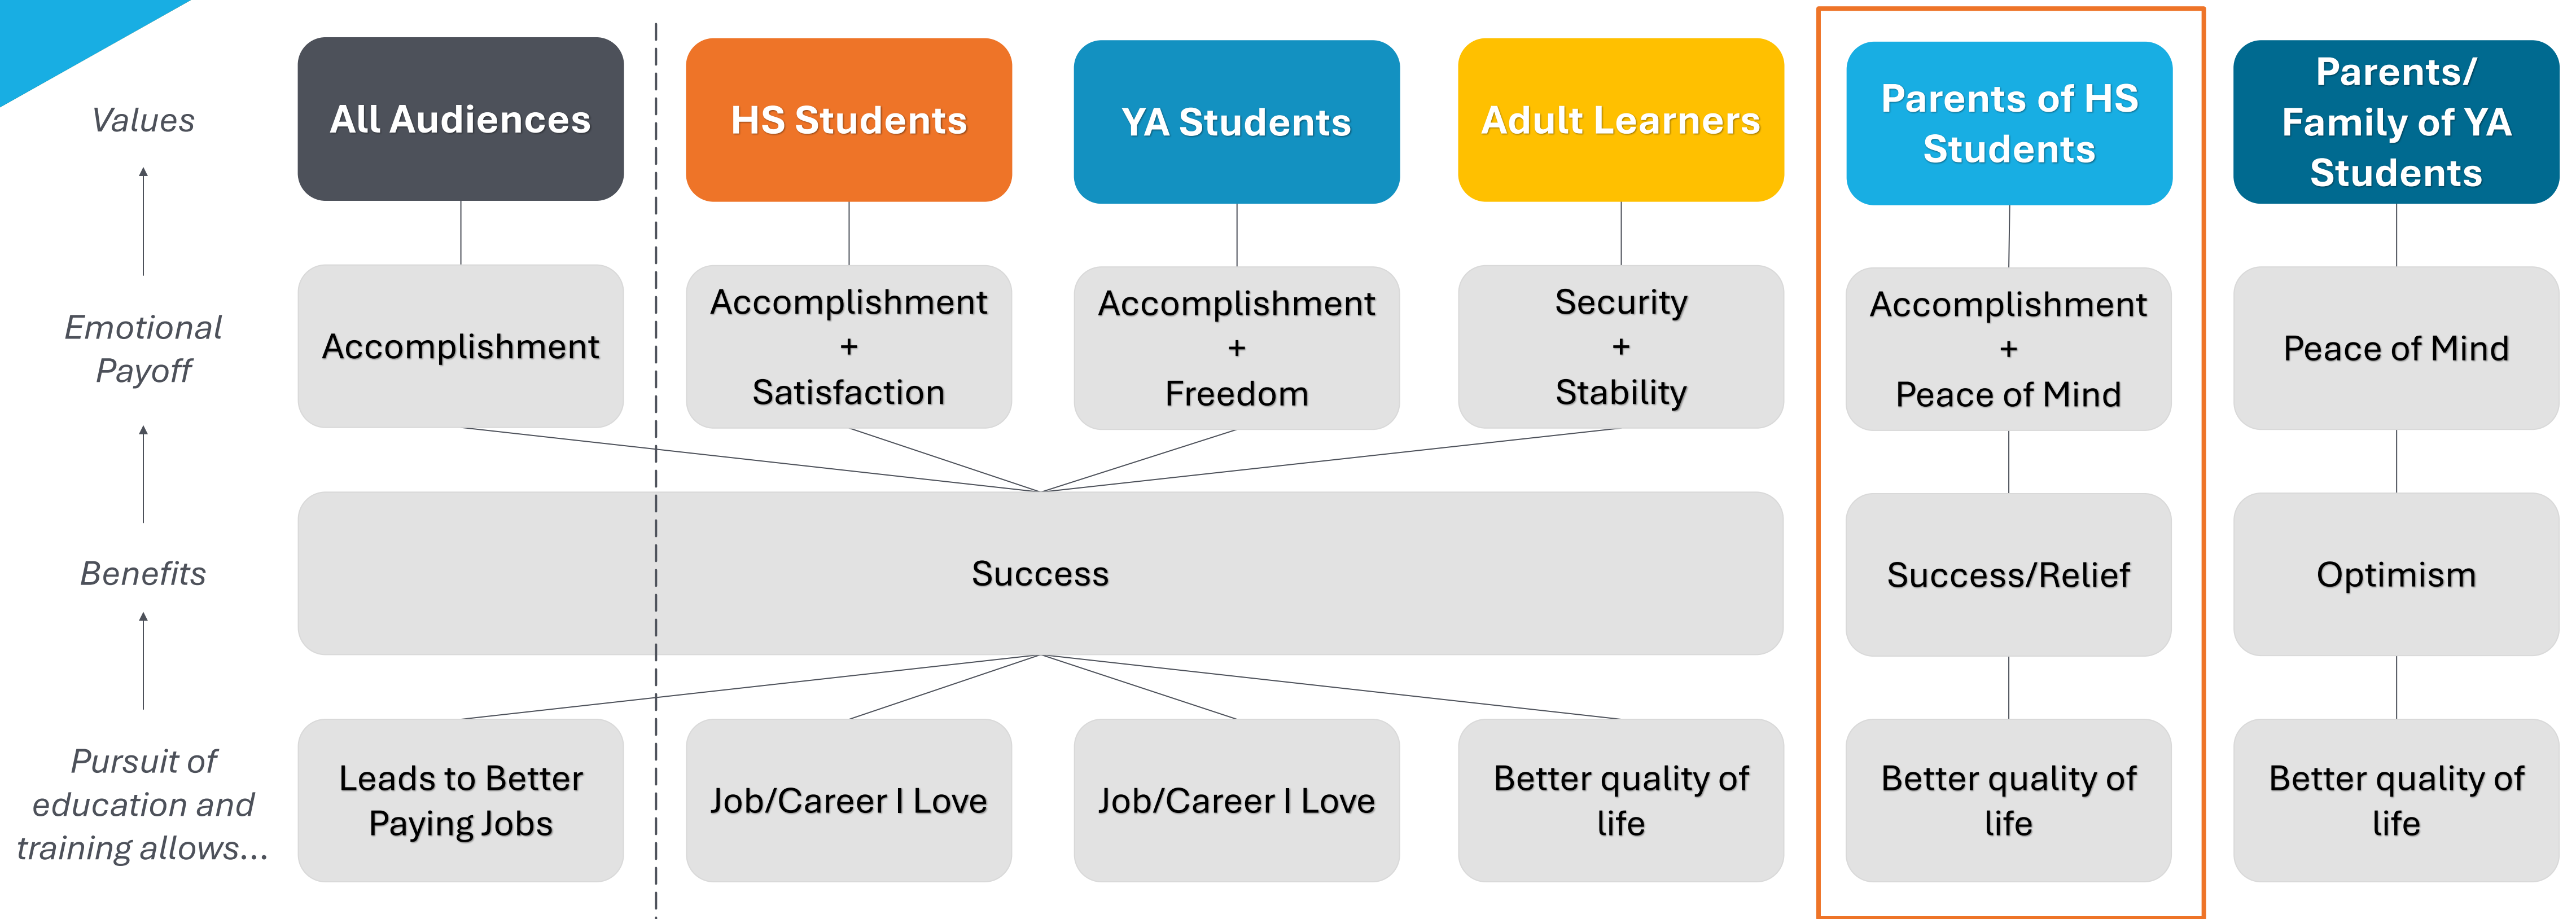 Values
All Audiences
HS Students
YA Students
Adult Learners
Parents of HS
Students
Parents/
Family of YA
Students
Emotional
Payoff
Accomplishment
Accomplishment
+
Satisfaction
Accomplishment
+
Freedom
Security
+
Stability
Accomplishment
+
Peace of Mind
Peace of Mind
Benefits
Success
Success/Relief
Optimism
Pursuit of
education and
training allows...
Leads to Better
Paying Jobs
Job/Career I Love
Job/Career I Love
Better quality of
life
Better quality of
life
Better quality of
life